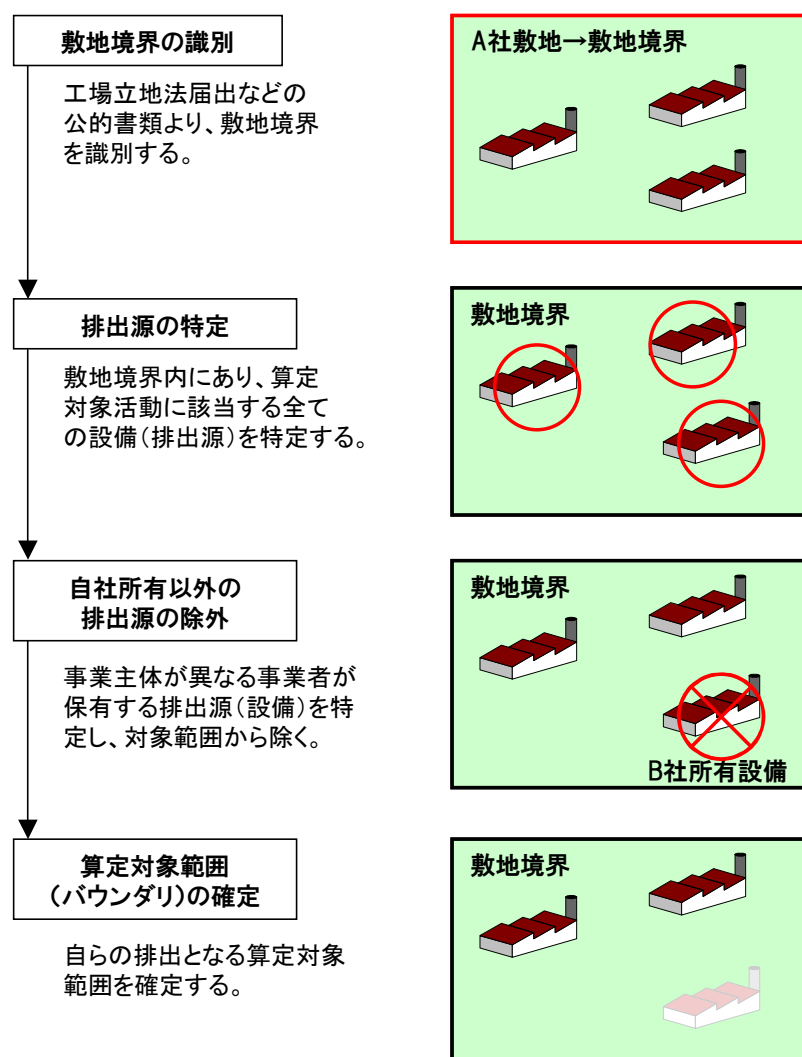 敷地境界の識別
工場立地法届出などの
公的書類より、敷地境界
を識別する。
A社敷地→敷地境界
排出源の特定
敷地境界内にあり、算定
対象活動に該当する全て
の設備(排出源)を特定する。
敷地境界
自社所有以外の
排出源の除外
事業主体が異なる事業者が
保有する排出源(設備)を特
定し、対象範囲から除く。
敷地境界
B社所有設備
算定対象範囲
(バウンダリ)の確定
自らの排出となる算定対象
範囲を確定する。
敷地境界